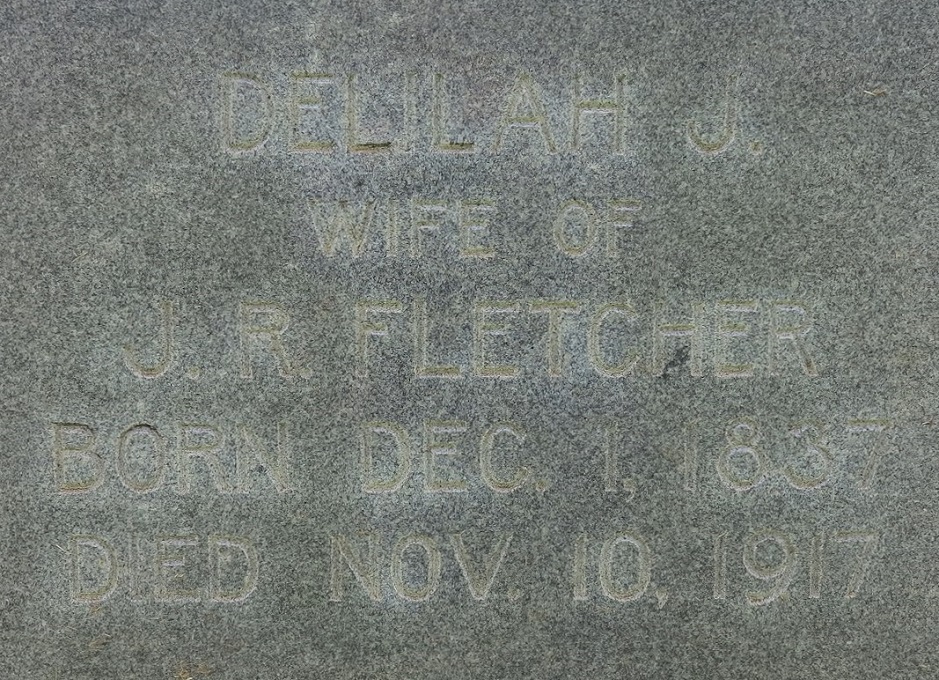 DELILAH J.
WIFE OF
J. R. FLETCHER
BORN DEC. 1, 1837
DIED NOV. 10, 1917